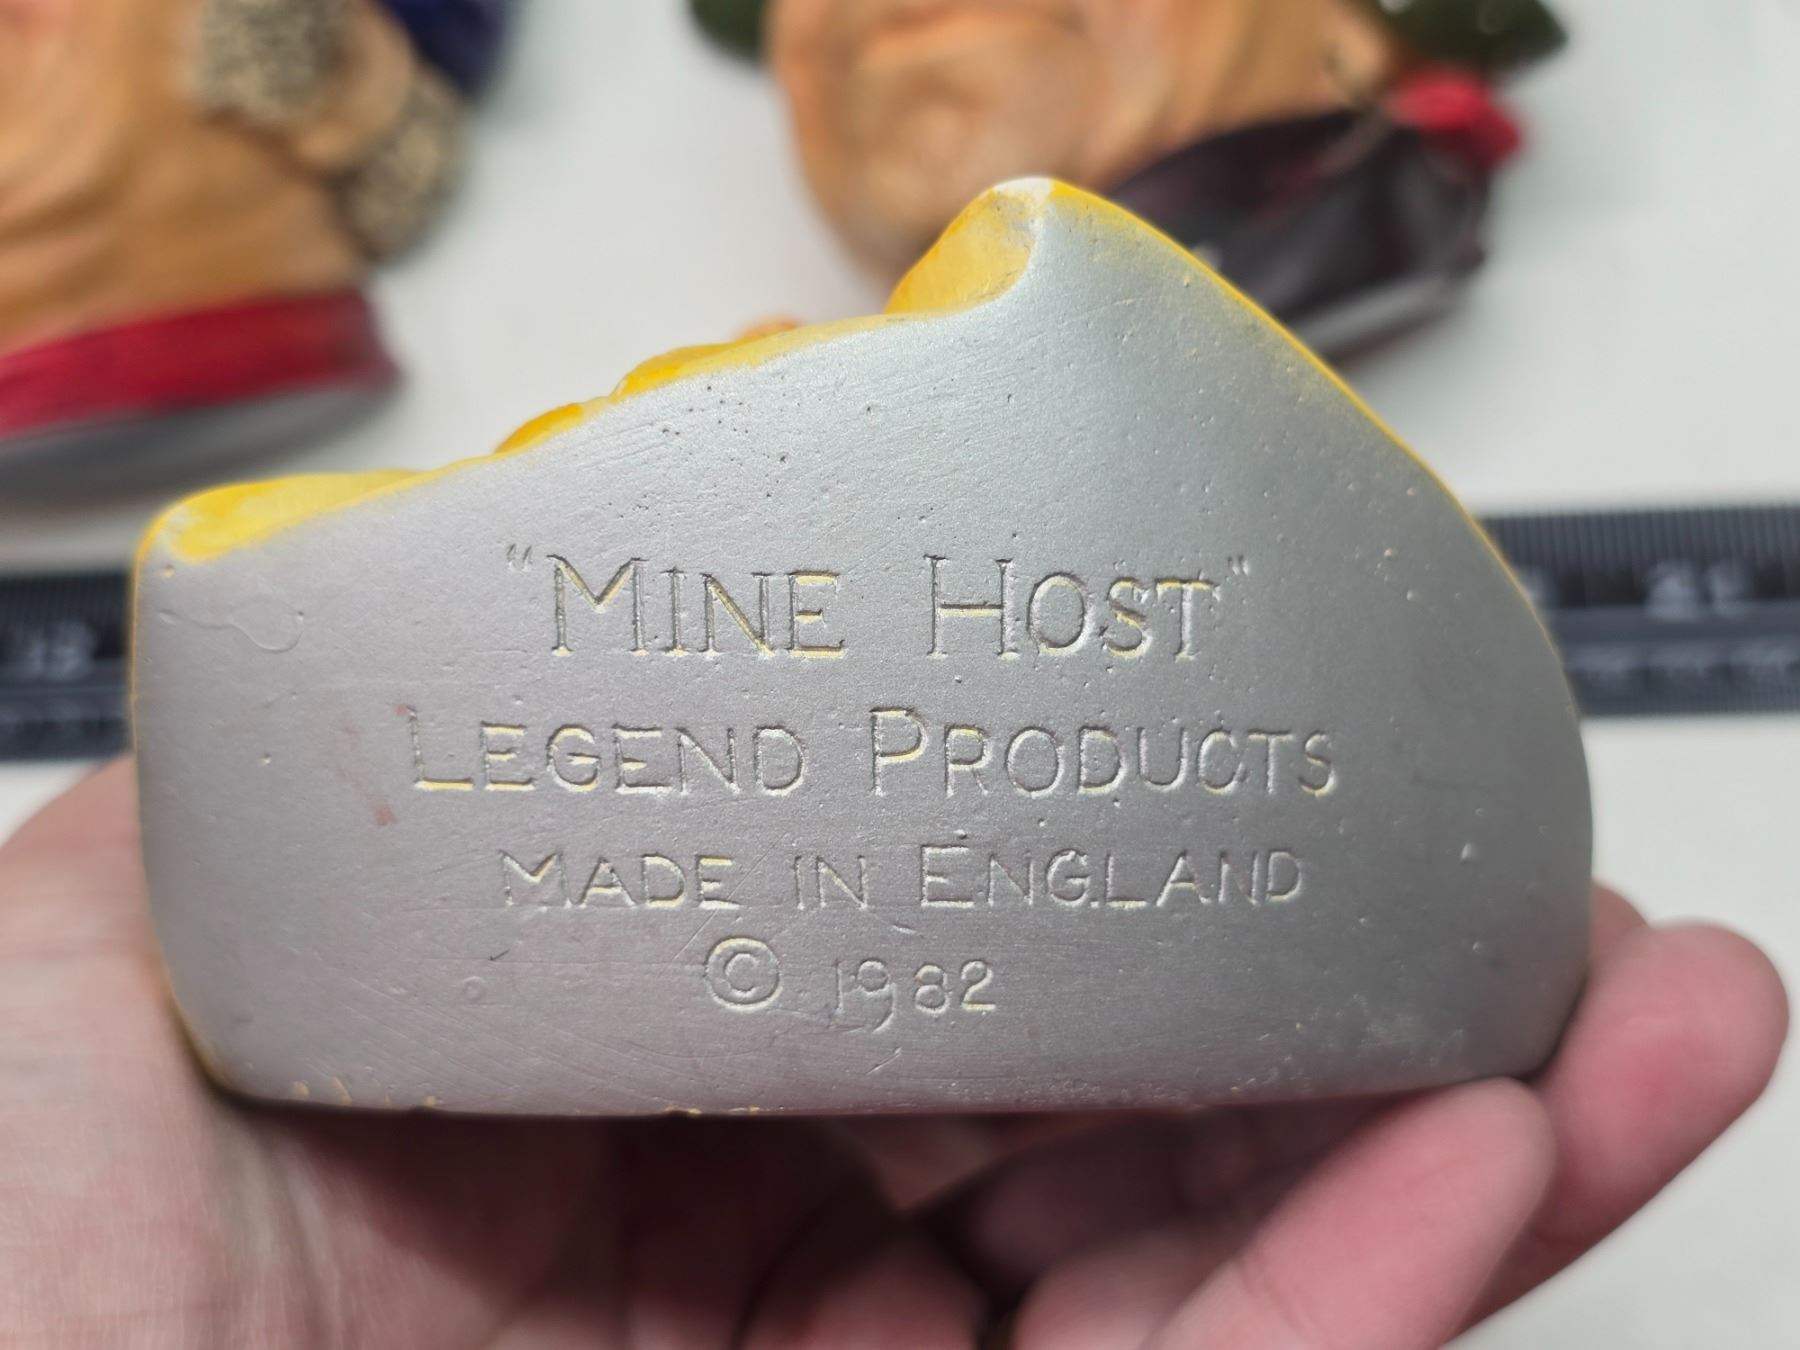 "MINE HOST"
LEGEND PRODUCTS
MADE IN ENGLAND
© 1982